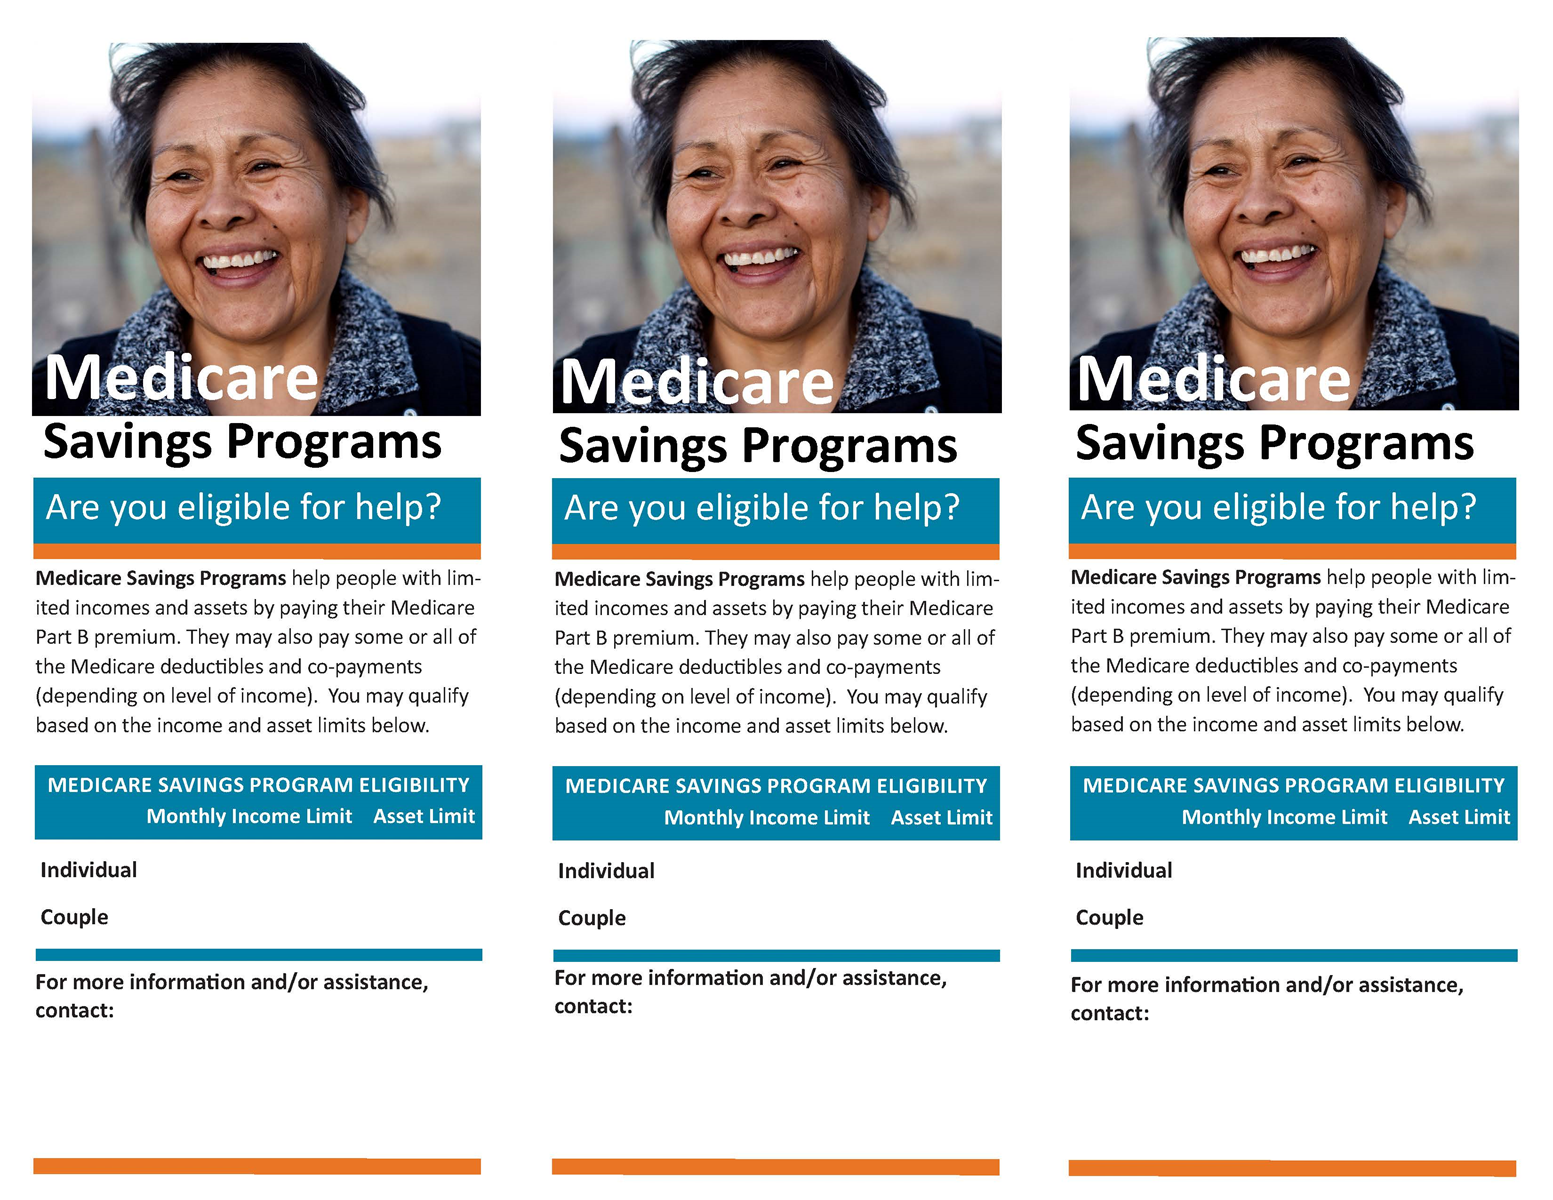 Medicare
Savings Programs
Are you eligible for help?
Medicare Savings Programs help people with lim-
ited incomes and assets by paying their Medicare
Part B premium. They may also pay some or all of
the Medicare deductibles and co-payments
(depending on level of income).  You may qualify
based on the income and asset limits below.
MEDICARE SAVINGS PROGRAM ELIGIBILITY
Monthly Income Limit    Asset Limit
Individual
Couple
For more information and/or assistance,
contact:
Medicare
Savings Programs
Are you eligible for help?
Medicare Savings Programs help people with lim-
ited incomes and assets by paying their Medicare
Part B premium. They may also pay some or all of
the Medicare deductibles and co-payments
(depending on level of income).  You may qualify
based on the income and asset limits below.
MEDICARE SAVINGS PROGRAM ELIGIBILITY
Monthly Income Limit    Asset Limit
Individual
Couple
For more information and/or assistance,
contact:
Medicare
Savings Programs
Are you eligible for help?
Medicare Savings Programs help people with lim-
ited incomes and assets by paying their Medicare
Part B premium. They may also pay some or all of
the Medicare deductibles and co-payments
(depending on level of income).  You may qualify
based on the income and asset limits below.
MEDICARE SAVINGS PROGRAM ELIGIBILITY
Monthly Income Limit    Asset Limit
Individual
Couple
For more information and/or assistance,
contact: